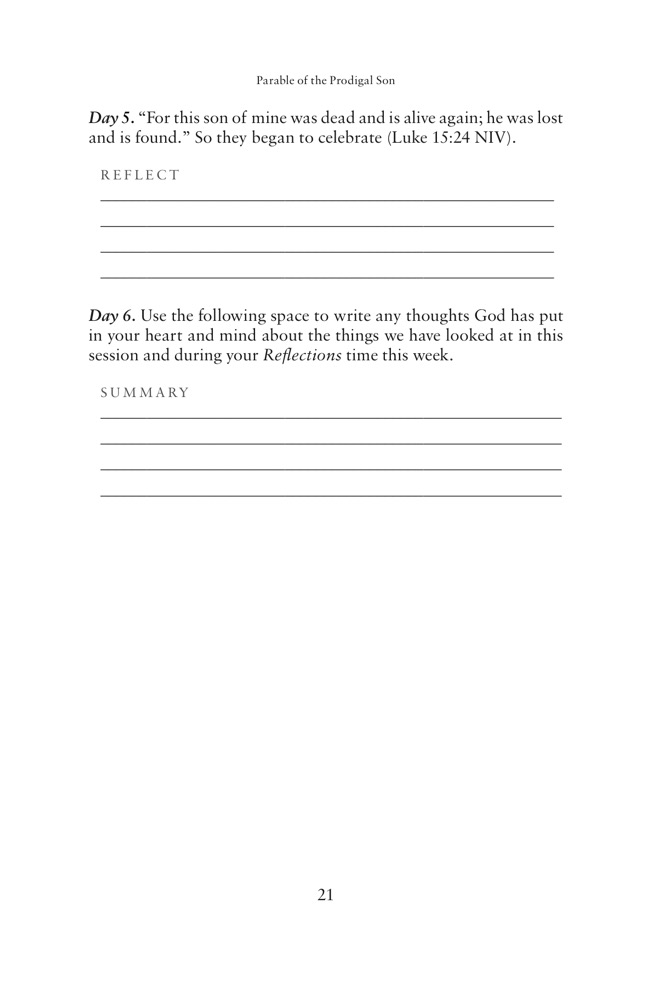 Parable of the Prodigal Son
Day 5. “For this son of mine was dead and is alive again; he was lost
and is found.” So they began to celebrate (Luke 15:24 NIV).
REFLECT
Day 6. Use the following space to write any thoughts God has put
in your heart and mind about the things we have looked at in this
session and during your Reflections time this week.
SUMMARY
21